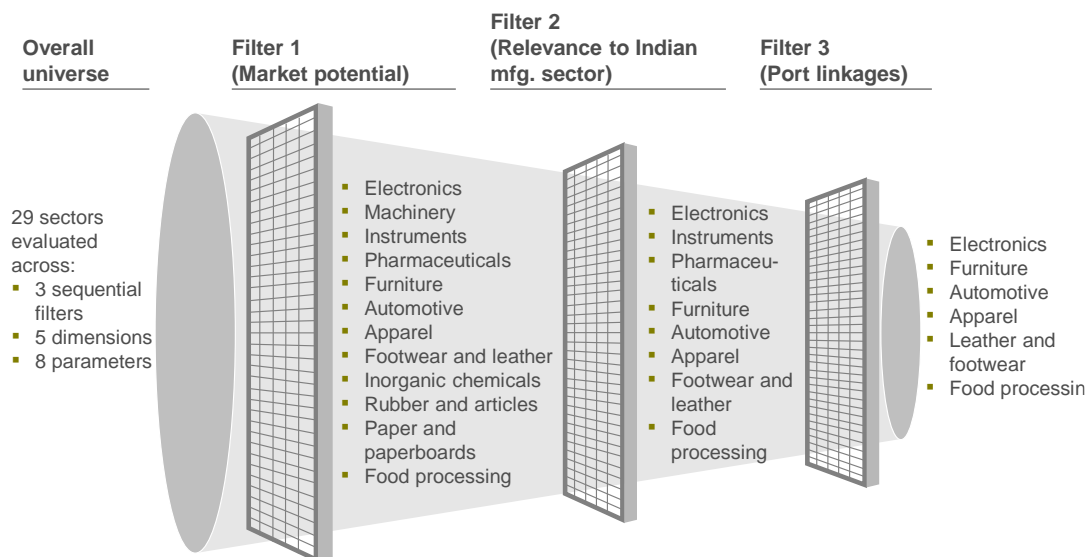 Overall
universe
Filter 1
(Market potential)
Filter 2
(Relevance to Indian
mfg. sector)
Filter 3
(Port linkages)
29 sectors
evaluated
across:
▪ 3 sequential
filters
▪ 5 dimensions
▪ 8 parameters
▪ Electronics
▪ Machinery
▪ Instruments
▪ Pharmaceuticals
▪ Furniture
▪ Automotive
▪ Apparel
▪ Footwear and leather
▪ Inorganic chemicals
▪ Rubber and articles
▪ Paper and
paperboards
▪ Food processing
▪ Electronics
▪ Instruments
▪ Pharmaceu-
ticals
▪ Furniture
▪ Automotive
▪ Apparel
▪ Footwear and
leather
▪ Food
processing
▪ Electronics
▪ Furniture
▪ Automotive
▪ Apparel
▪ Leather and
footwear
▪ Food processin